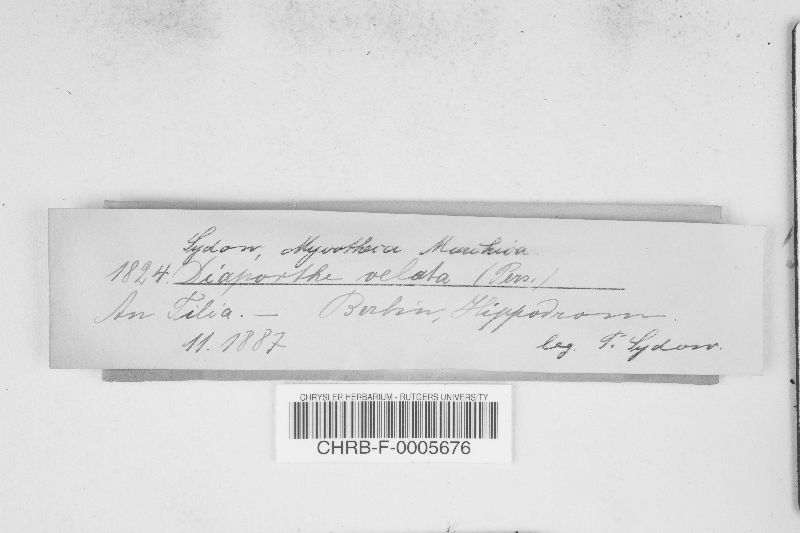 Sydow, Mycotheca Marchica.
1824. Diaporthe velata (Pers.)
An Tilia. — Berlin, Hippodrom.
11. 1887 leg. P. Sydow.
CHRYSLER HERBARIUM - RUTGERS UNIVERSITY
CHRB-F-0005676